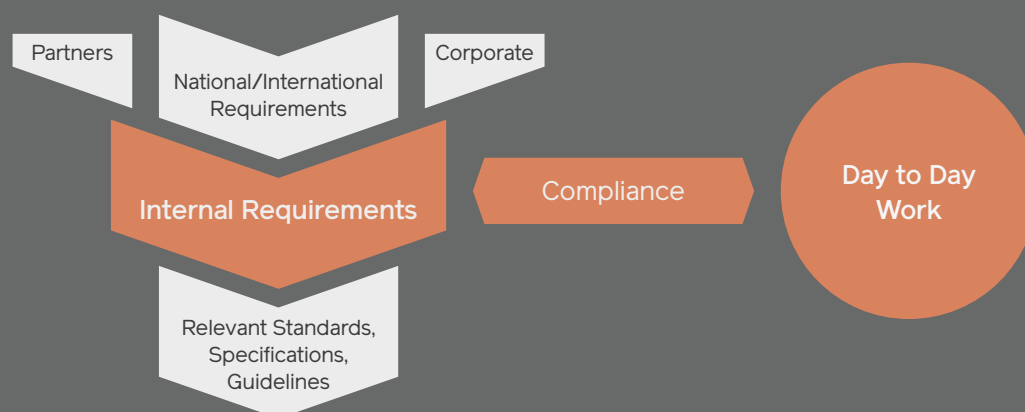 Partners
National/International
Requirements
Corporate
Internal Requirements
Compliance
Day to Day
Work
Relevant Standards,
Specifications,
Guidelines